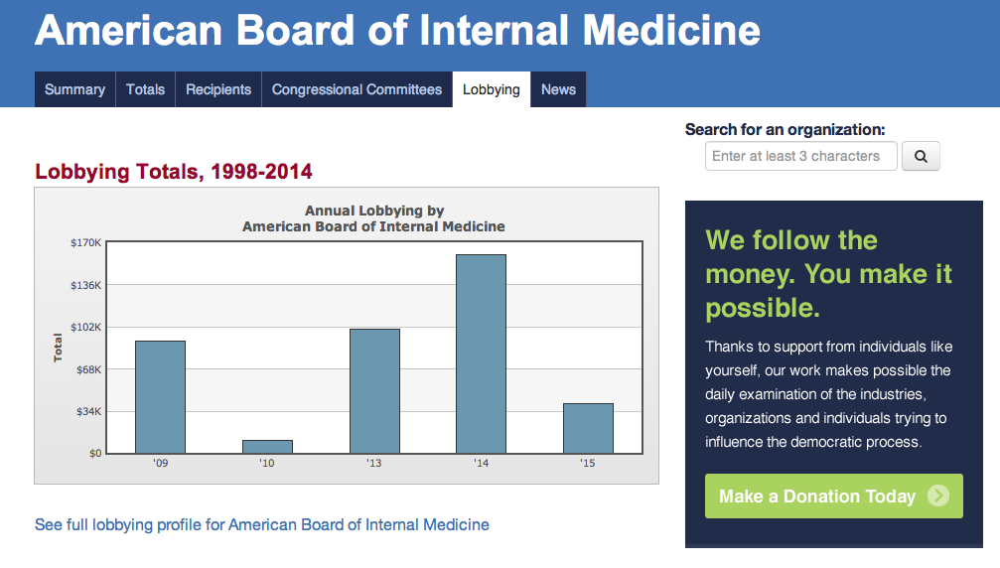 American Board of Internal Medicine
Summary Totals Recipients Congressional Committees Lobbying News
Search for an organization:
Enter at least 3 characters
Lobbying Totals, 1998-2014
Annual Lobbying by
American Board of Internal Medicine
$170K
$136K
$102K
$68K
$34K
$0
Total
'09 '10 '13 '14 '15
See full lobbying profile for American Board of Internal Medicine
We follow the
money. You make it
possible.
Thanks to support from individuals like
yourself, our work makes possible the
daily examination of the industries,
organizations and individuals trying to
influence the democratic process.
Make a Donation Today